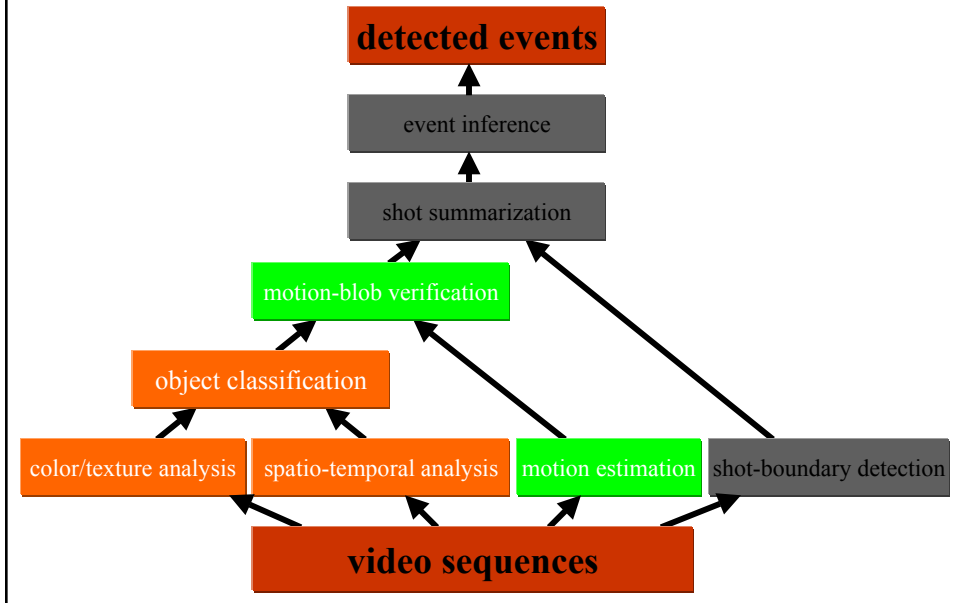 detected events
event inference
shot summarization
motion-blob verification
object classification
color/texture analysis
spatio-temporal analysis
motion estimation
shot-boundary detection
video sequences